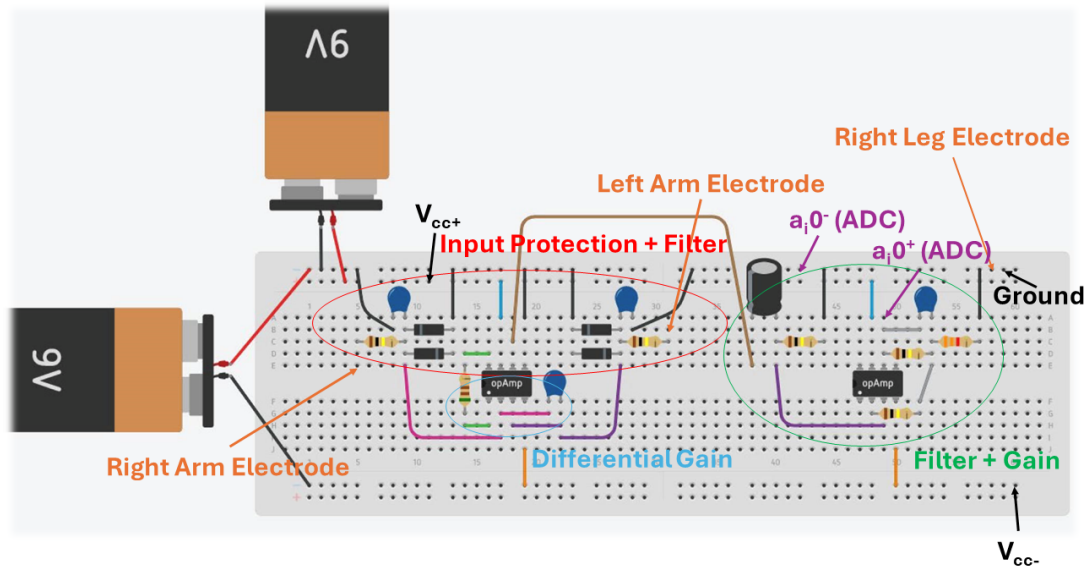 9V
Right Leg Electrode
Left Arm Electrode
Vcc+
ai0- (ADC)
Input Protection + Filter
ai0+ (ADC)
Ground
9V
opAmp
opAmp
Right Arm Electrode
Differential Gain
Filter + Gain
Vcc-